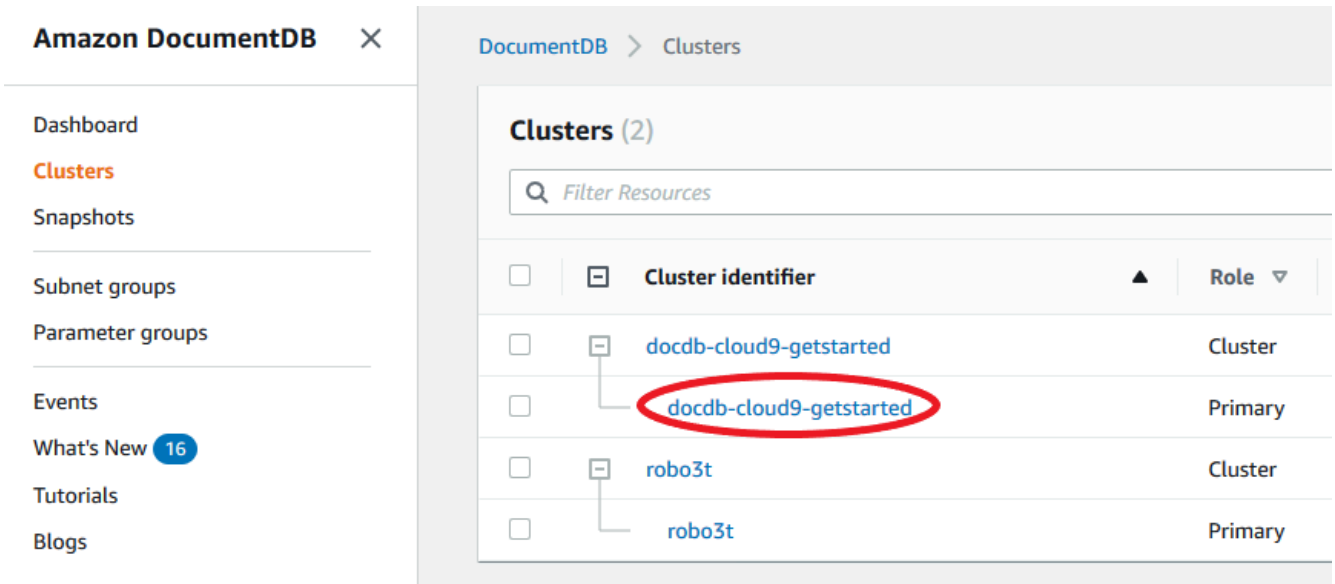 Amazon DocumentDB
DocumentDB > Clusters
Dashboard
Clusters
Snapshots
Subnet groups
Parameter groups
Events
What's New 16
Tutorials
Blogs
Clusters (2)
Filter Resources
Cluster identifier Role
docdb-cloud9-getstarted Cluster
docdb-cloud9-getstarted Primary
robo3t Cluster
robo3t Primary